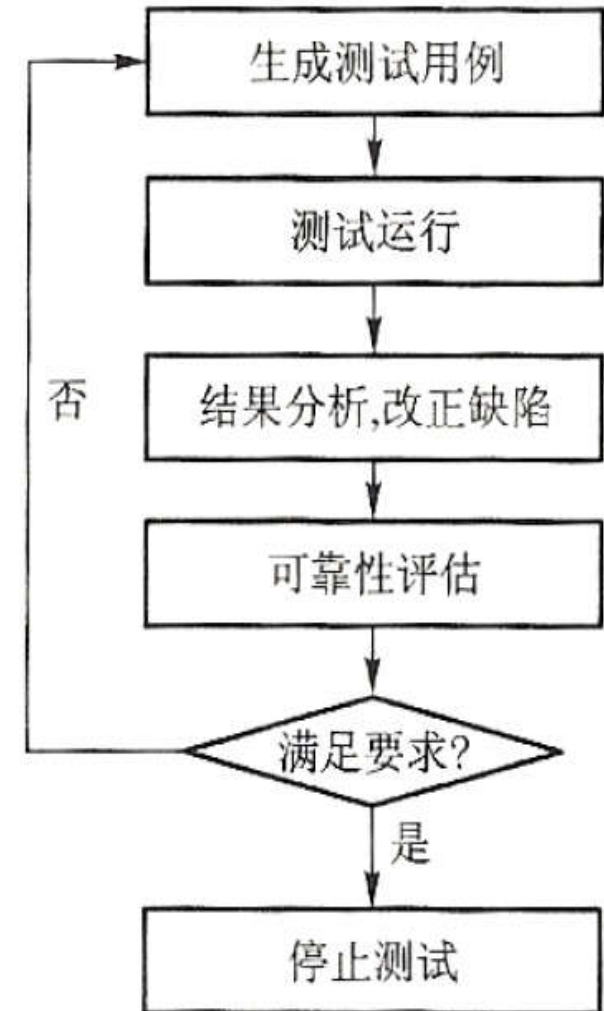 生成测试用例
测试运行
否
结果分析,改正缺陷
可靠性评估
满足要求?
是
停止测试